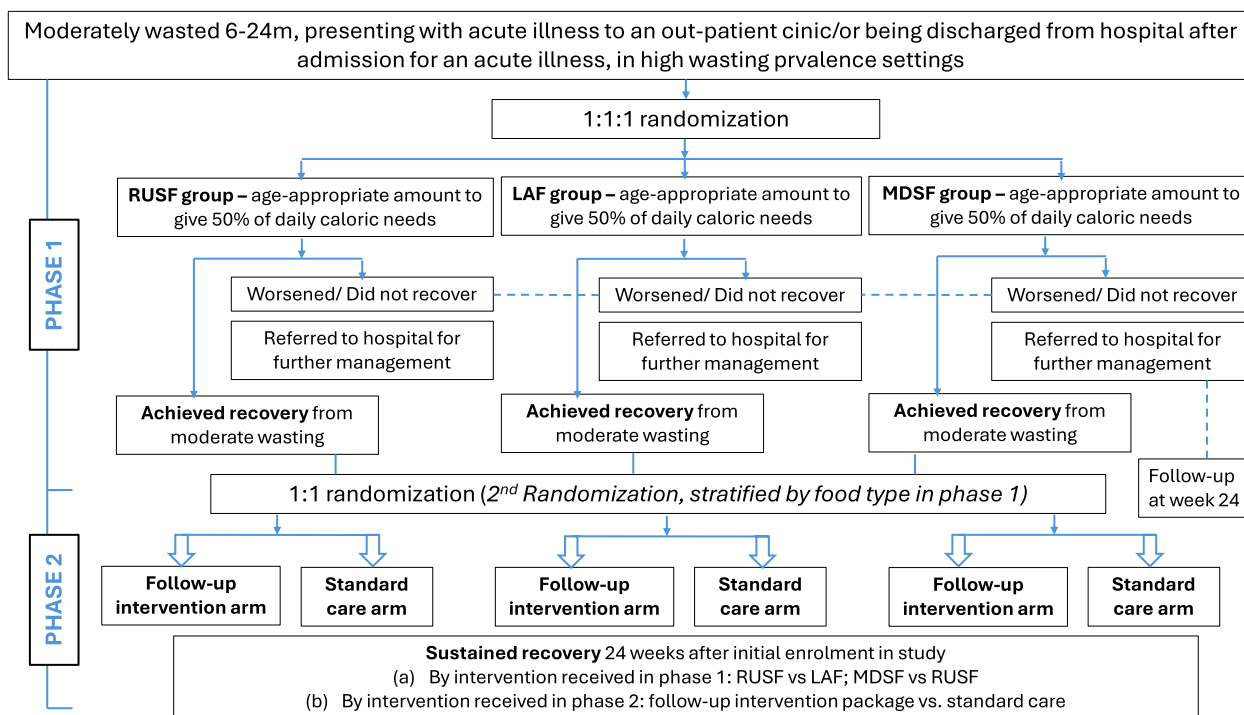 Moderately wasted 6-24m, presenting with acute illness to an out-patient cinic/or being discharged from hospital after
admission for an acute illness, in high wasting prvalence settings
1:1:1 randomization
RUSF group – age-appropriate amount to
give 50% of daily caloric needs
LAF group – age-appropriate amount to
give 50% of daily caloric needs
MDSF group – age-appropriate amount to
give 50% of daily caloric needs
PHASE 1
Worsened/ Did not recover
Worsened/ Did not recover
Worsened/ Did not recover
Referred to hospital for
further management
Referred to hospital for
further management
Referred to hospital for
further management
Achieved recovery from
moderate wasting
Achieved recovery from
moderate wasting
Achieved recovery from
moderate wasting
Follow-up
at week 24
1:1 randomization (2nd Randomization, stratified by food type in phase 1)
PHASE 2
Follow-up
intervention arm
Standard
care arm
Follow-up
intervention arm
Standard
care arm
Follow-up
intervention arm
Standard
care arm
Sustained recovery 24 weeks after initial enrolment in study
(a) By intervention received in phase 1: RUSF vs LAF; MDSF vs RUSF
(b) By intervention received in phase 2: follow-up intervention package vs. standard care